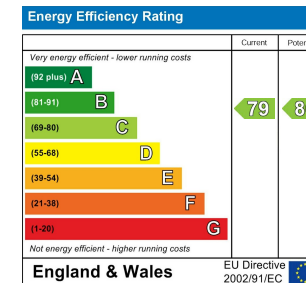 Energy Efficiency Rating
Current
Very energy efficient - lower running costs
(92 plus) A
(81-91) B
(69-80) C
(55-68) D
(39-54) E
(21-38) F
(1-20) G
79
Not energy efficient - higher running costs
England & Wales
EU Directive
2002/91/EC